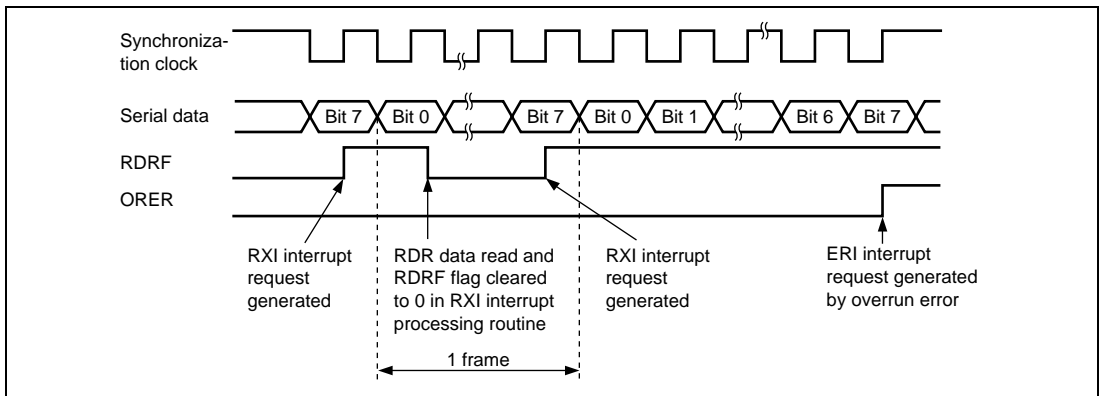 Synchroniza-
tion clock
Serial data
Bit 7
Bit 0
Bit 7
Bit 0
Bit 1
Bit 6
Bit 7
RDRF
ORER
RXI interrupt
request
generated
RDR data read and
RDRF flag cleared
to 0 in RXI interrupt
processing routine
RXI interrupt
request
generated
ERI interrupt
request generated
by overrun error
1 frame